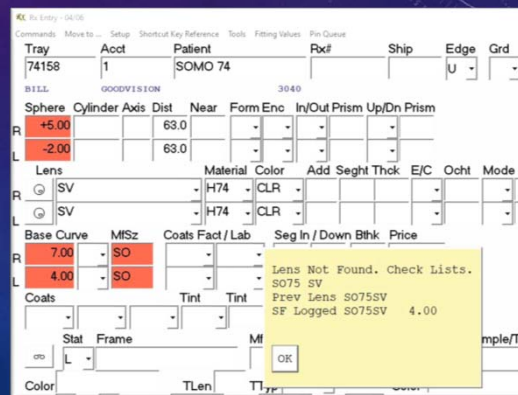 Rx Entry - 04/06
Commands Move to ... Setup Shortcut Key Reference Tools Fitting Values Pin Queue
Tray Acct Patient Rx# Ship Edge Grd
74158 1 SOMO 74 U -
BILL GOODVISION 3040
Sphere Cylinder Axis Dist Near Form Enc In/Out Prism Up/Dn Prism
R +5.00 63.0
L -2.00 63.0
Lens Material Color Add Seght Thck E/C Ocht Mode
R SV H74 CLR
L SV H74 CLR
Base Curve MfSz Coats Fact / Lab Seg In / Down Bthk Price
R 7.00 SO
L 4.00 SO
Lens Not Found. Check Lists.
SO75 SV
Prev Lens SO75SV
SF Logged SO75SV 4.00
OK
Coats Tint Tint
Stat Frame Mf
L
Color TLen